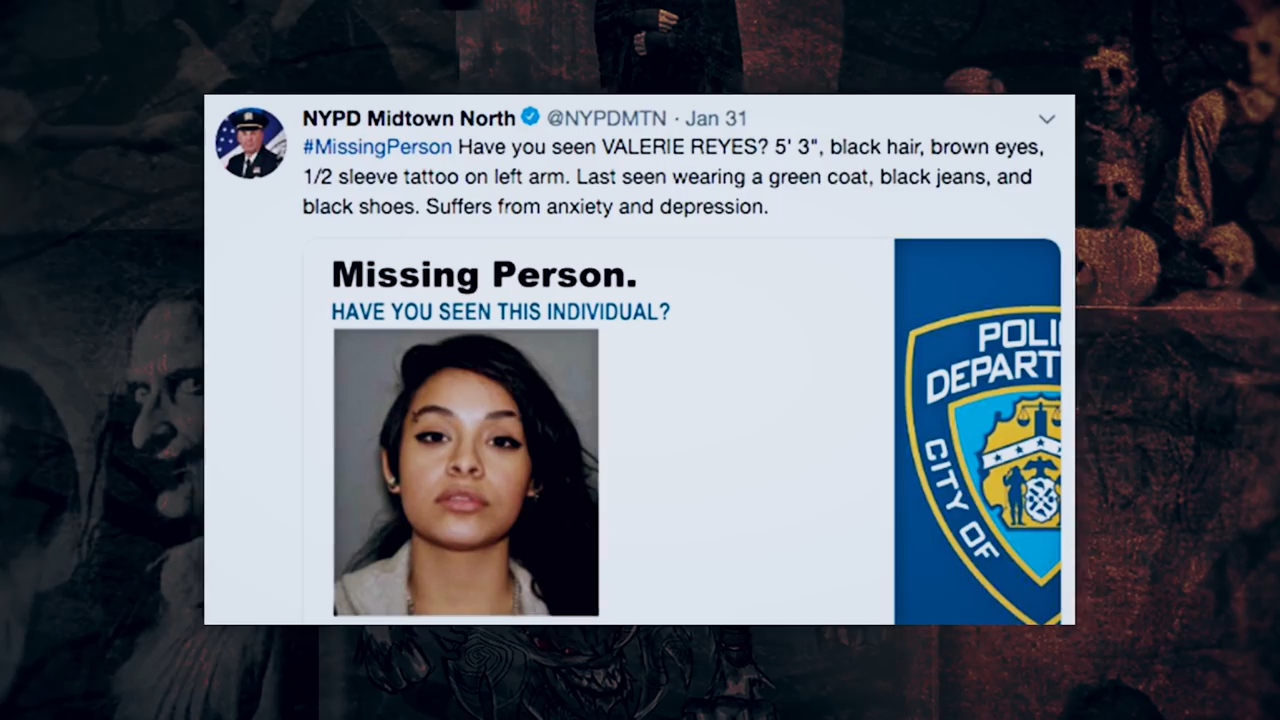 NYPD Midtown North @NYPDMTN · Jan 31
#MissingPerson Have you seen VALERIE REYES? 5' 3", black hair, brown eyes,
1/2 sleeve tattoo on left arm. Last seen wearing a green coat, black jeans, and
black shoes. Suffers from anxiety and depression.
Missing Person.
HAVE YOU SEEN THIS INDIVIDUAL?
CITY OF